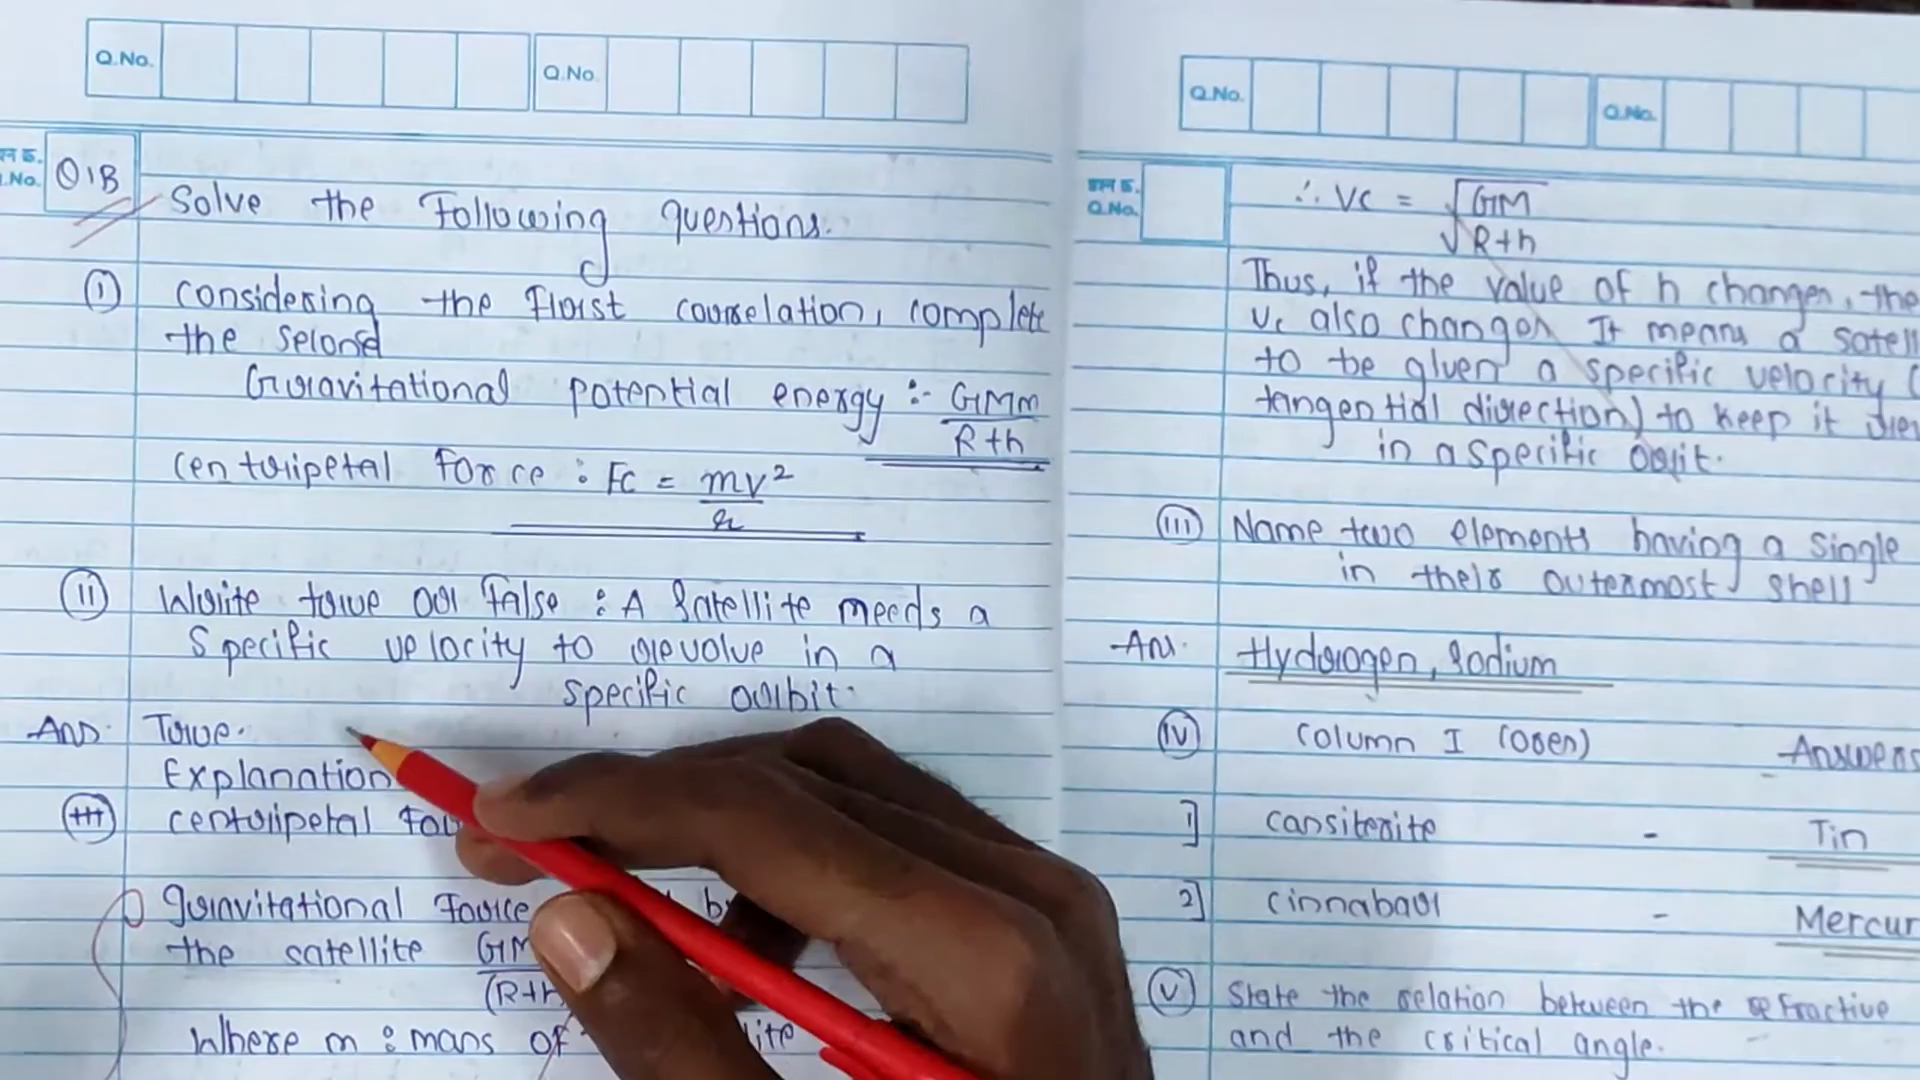 Q.No. Q.No.
Q1B Solve the Following questions.
(i) considering the First correlation, complete
the second
Gravitational potential energy :- GMm / R+h
centripetal Force : Fc = mv² / r
(ii) Write true or false : A Satellite needs a
specific velocity to revolve in a
specific orbit.
Ans. True.
Explanation
centripetal
gravitational Force
the satellite
Where m : mass of
Q.No. Q.No.
प्रश्न क्र.
Q.No.
∴ Vc = √GM / R+h
Thus, if the value of h changes, the
Vc also changes It means a
to be given a specific velocity (
tangential direction) to keep it
in a specific orbit.
(iii) Name two elements having a single
in their outermost shell
Ans. Hydrogen, Sodium
(iv) Column I (ores) Answers
1] cassiterite - Tin
2] cinnabar -
(v) State the relation between the refractive
and the critical angle.